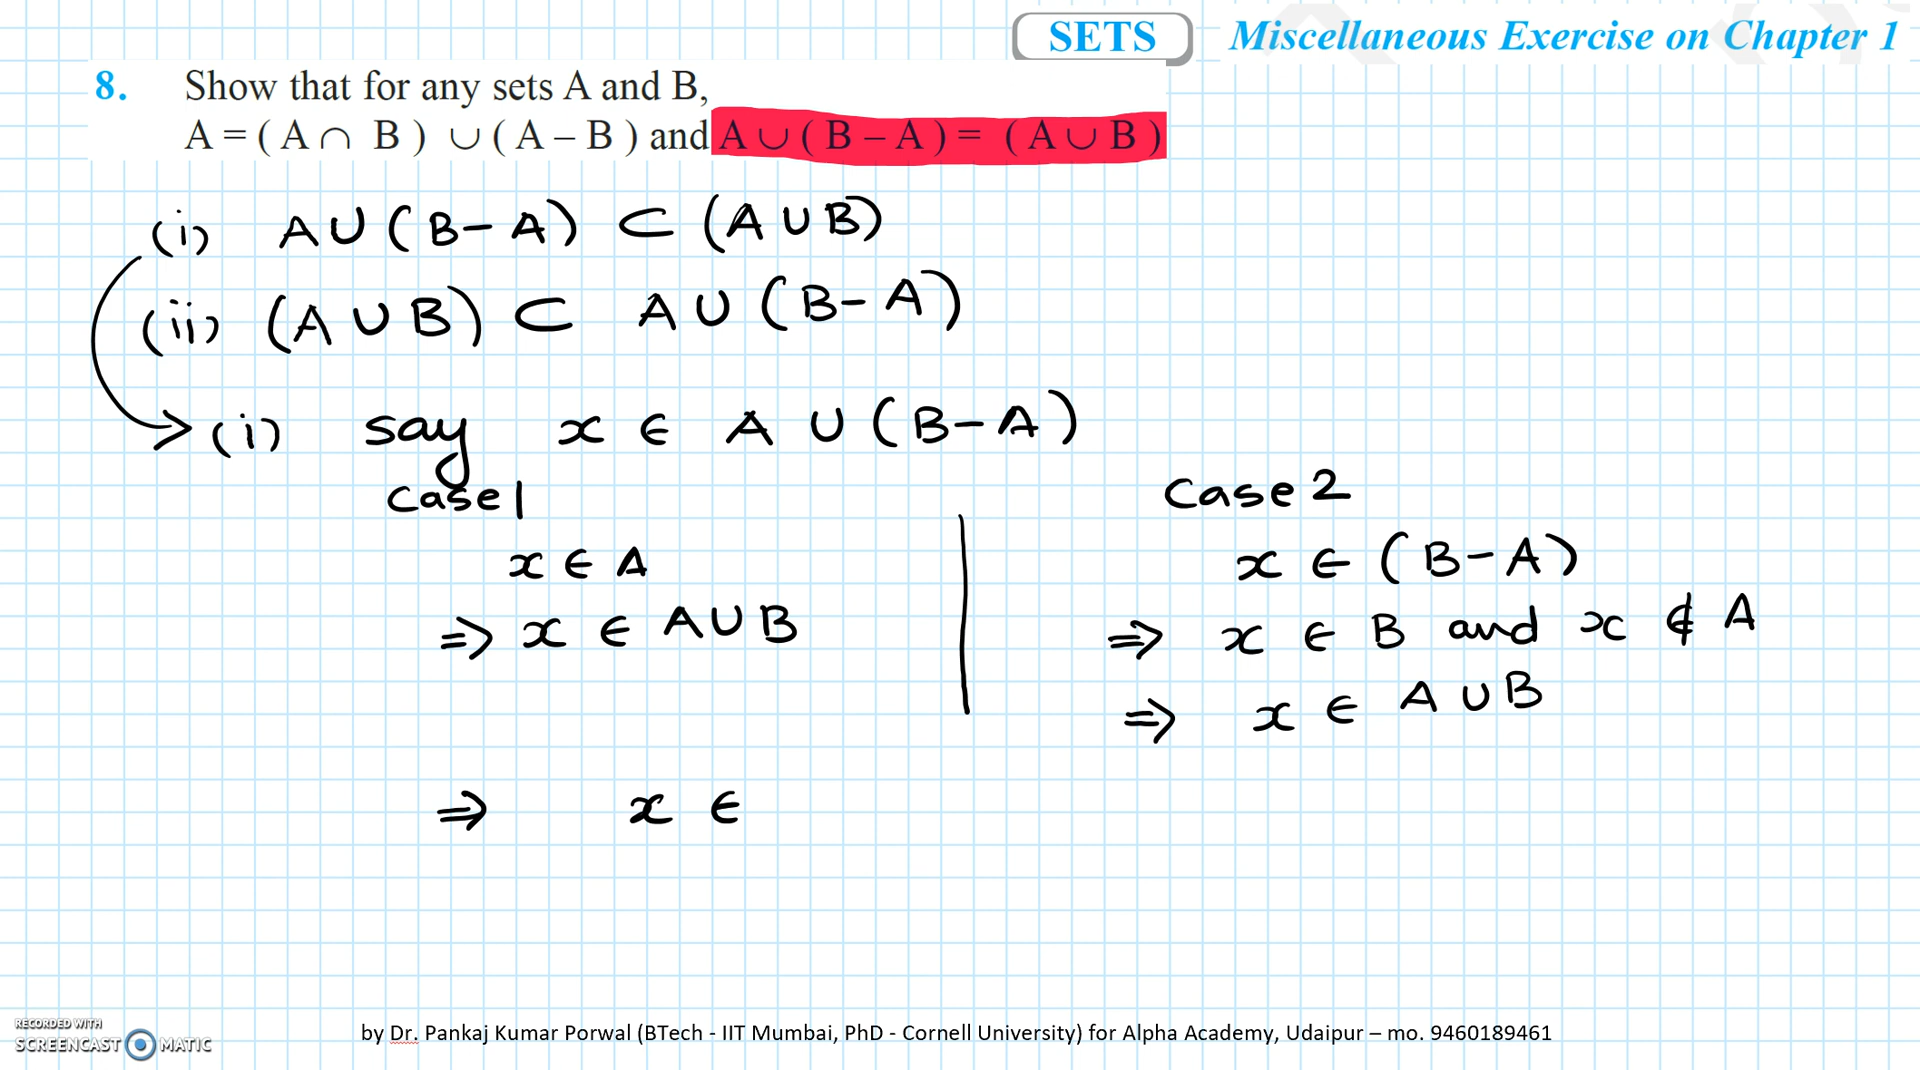 SETS Miscellaneous Exercise on Chapter 1
8. Show that for any sets A and B,
A = ( A ∩ B ) ∪ ( A – B ) and A ∪ ( B – A ) = ( A ∪ B )
(i) A ∪ (B - A) ⊂ (A ∪ B)
(ii) (A ∪ B) ⊂ A ∪ (B - A)
(i) say x ∈ A ∪ (B - A)
Case 1
x ∈ A
⇒ x ∈ A ∪ B
Case 2
x ∈ (B - A)
⇒ x ∈ B and x ∉ A
⇒ x ∈ A ∪ B
⇒ x ∈
RECORDED WITH
SCREENCAST MATIC
by Dr. Pankaj Kumar Porwal (BTech - IIT Mumbai, PhD - Cornell University) for Alpha Academy, Udaipur – mo. 9460189461